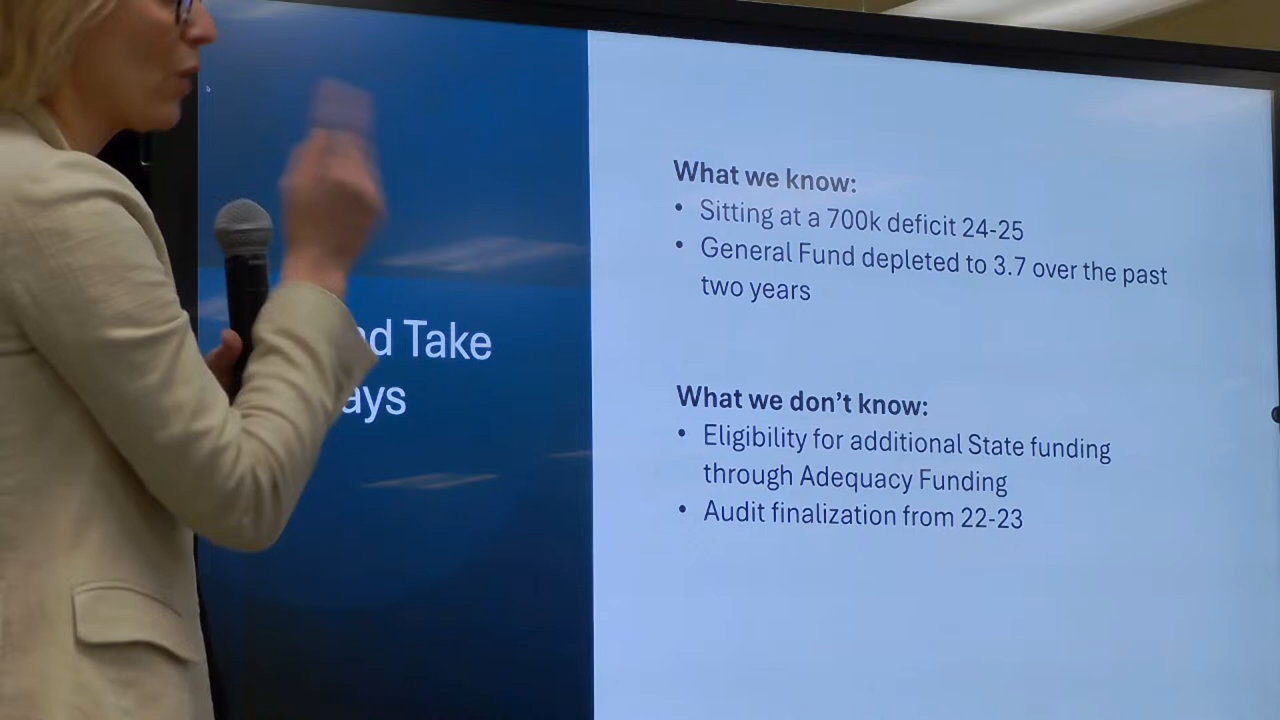 Take
What we know:
• Sitting at a 700k deficit 24-25
• General Fund depleted to 3.7 over the past
two years
What we don't know:
• Eligibility for additional State funding
through Adequacy Funding
• Audit finalization from 22-23